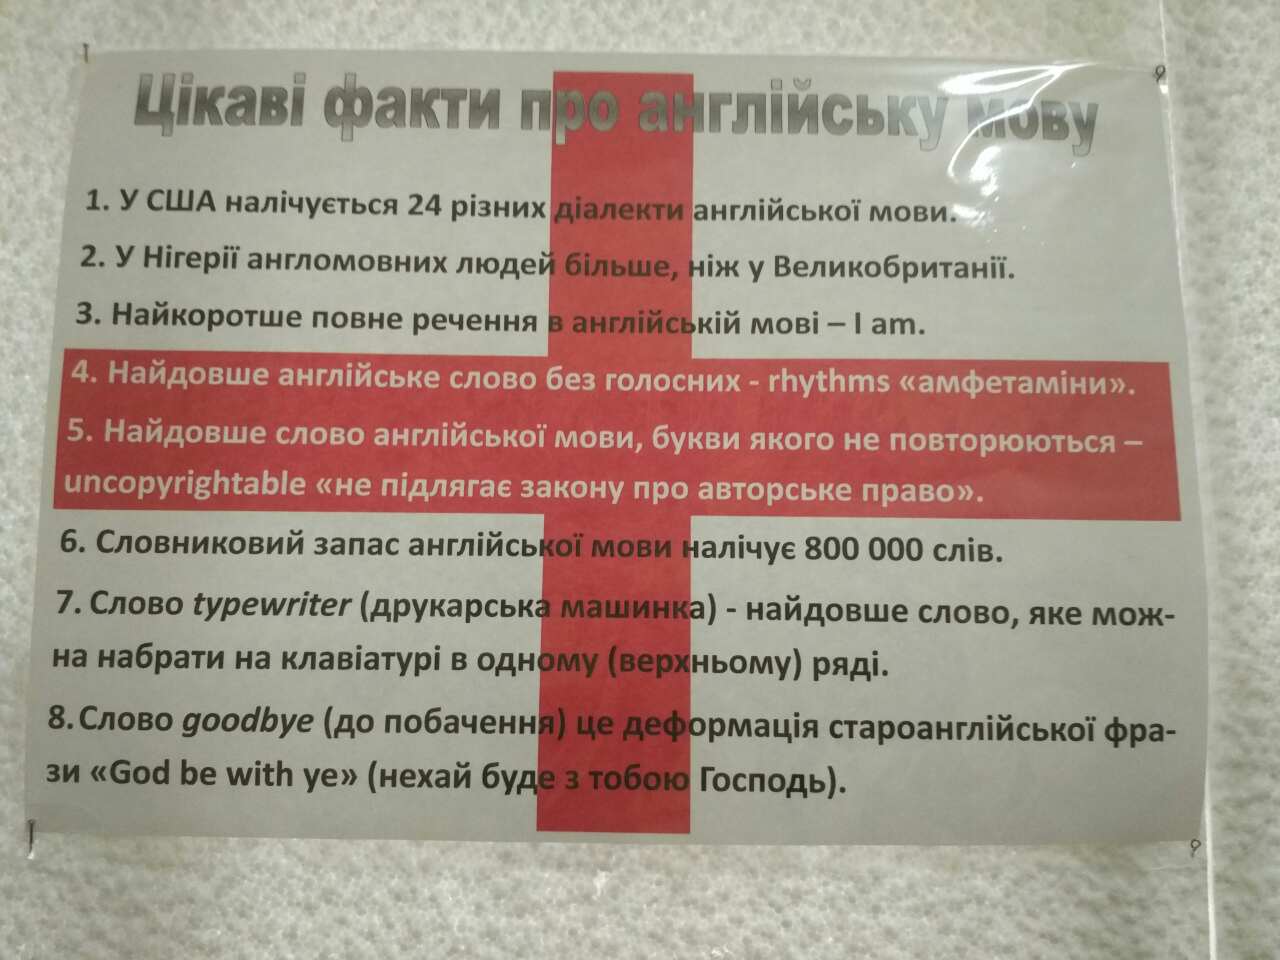 Цікаві факти про англійську мову
1. У США налічується 24 різних діалекти англійської мови.
2. У Нігерії англомовних людей більше, ніж у Великобританії.
3. Найкоротше повне речення в англійській мові – I am.
4. Найдовше англійське слово без голосних - rhythms «амфетаміни».
5. Найдовше слово англійської мови, букви якого не повторюються –
uncopyrightable «не підлягає закону про авторське право».
6. Словниковий запас англійської мови налічує 800 000 слів.
7. Слово typewriter (друкарська машинка) - найдовше слово, яке мож-
на набрати на клавіатурі в одному (верхньому) ряді.
8. Слово goodbye (до побачення) це деформація староанглійської фра-
зи «God be with ye» (нехай буде з тобою Господь).